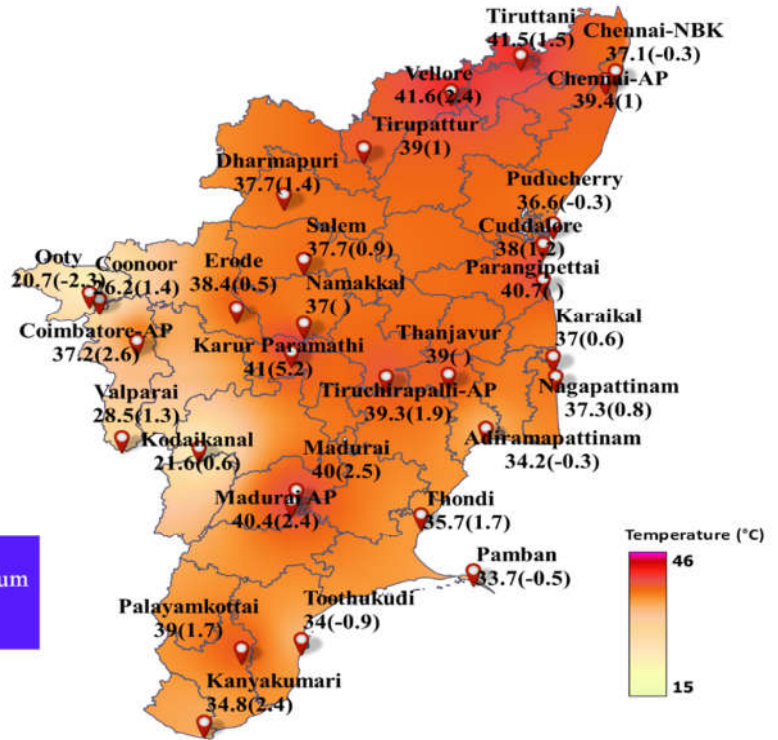 Tiruttani
41.5(1.5)
Chennai-NBK
37.1(-0.3)
Vellore
41.6(2.4)
Chennai-AP
39.4(1)
Tirupattur
39(1)
Dharmapuri
37.7(1.4)
Puducherry
36.6(-0.3)
Salem
37.7(0.9)
Cuddalore
38(1.2)
Ooty
20.7(-2.3)
Coonoor
26.2(1.4)
Erode
38.4(0.5)
Namakkal
37( )
Parangipettai
40.7( )
Karaikal
37(0.6)
Coimbatore-AP
37.2(2.6)
Karur Paramathi
41(5.2)
Thanjavur
39( )
Tiruchirapalli-AP
39.3(1.9)
Nagapattinam
37.3(0.8)
Valparai
28.5(1.3)
Kodaikanal
21.6(0.6)
Adiramapattinam
34.2(-0.3)
Madurai
40(2.5)
Madurai AP
40.4(2.4)
Thondi
35.7(1.7)
Temperature (°C)
46
15
um
Pamban
33.7(-0.5)
Palayamkottai
39(1.7)
Toothukudi
34(-0.9)
Kanyakumari
34.8(2.4)